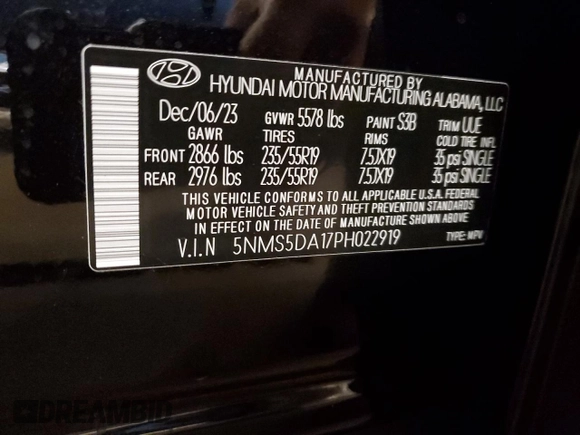 MANUFACTURED BY
HYUNDAI MOTOR MANUFACTURING ALABAMA, LLC
Dec/06/23 GVWR 5578 lbs PAINT S3B TRIM UUE
GAWR TIRES RIMS COLD TIRE INFL
FRONT 2866 lbs 235/55R19 7.5JX19 35 psi SINGLE
REAR 2976 lbs 235/55R19 7.5JX19 35 psi SINGLE
THIS VEHICLE CONFORMS TO ALL APPLICABLE U.S.A. FEDERAL
MOTOR VEHICLE SAFETY AND THEFT PREVENTION STANDARDS
IN EFFECT ON THE DATE OF MANUFACTURE SHOWN ABOVE
V.I.N 5NMS5DA17PH022919 TYPE: MPV
DREAMBID